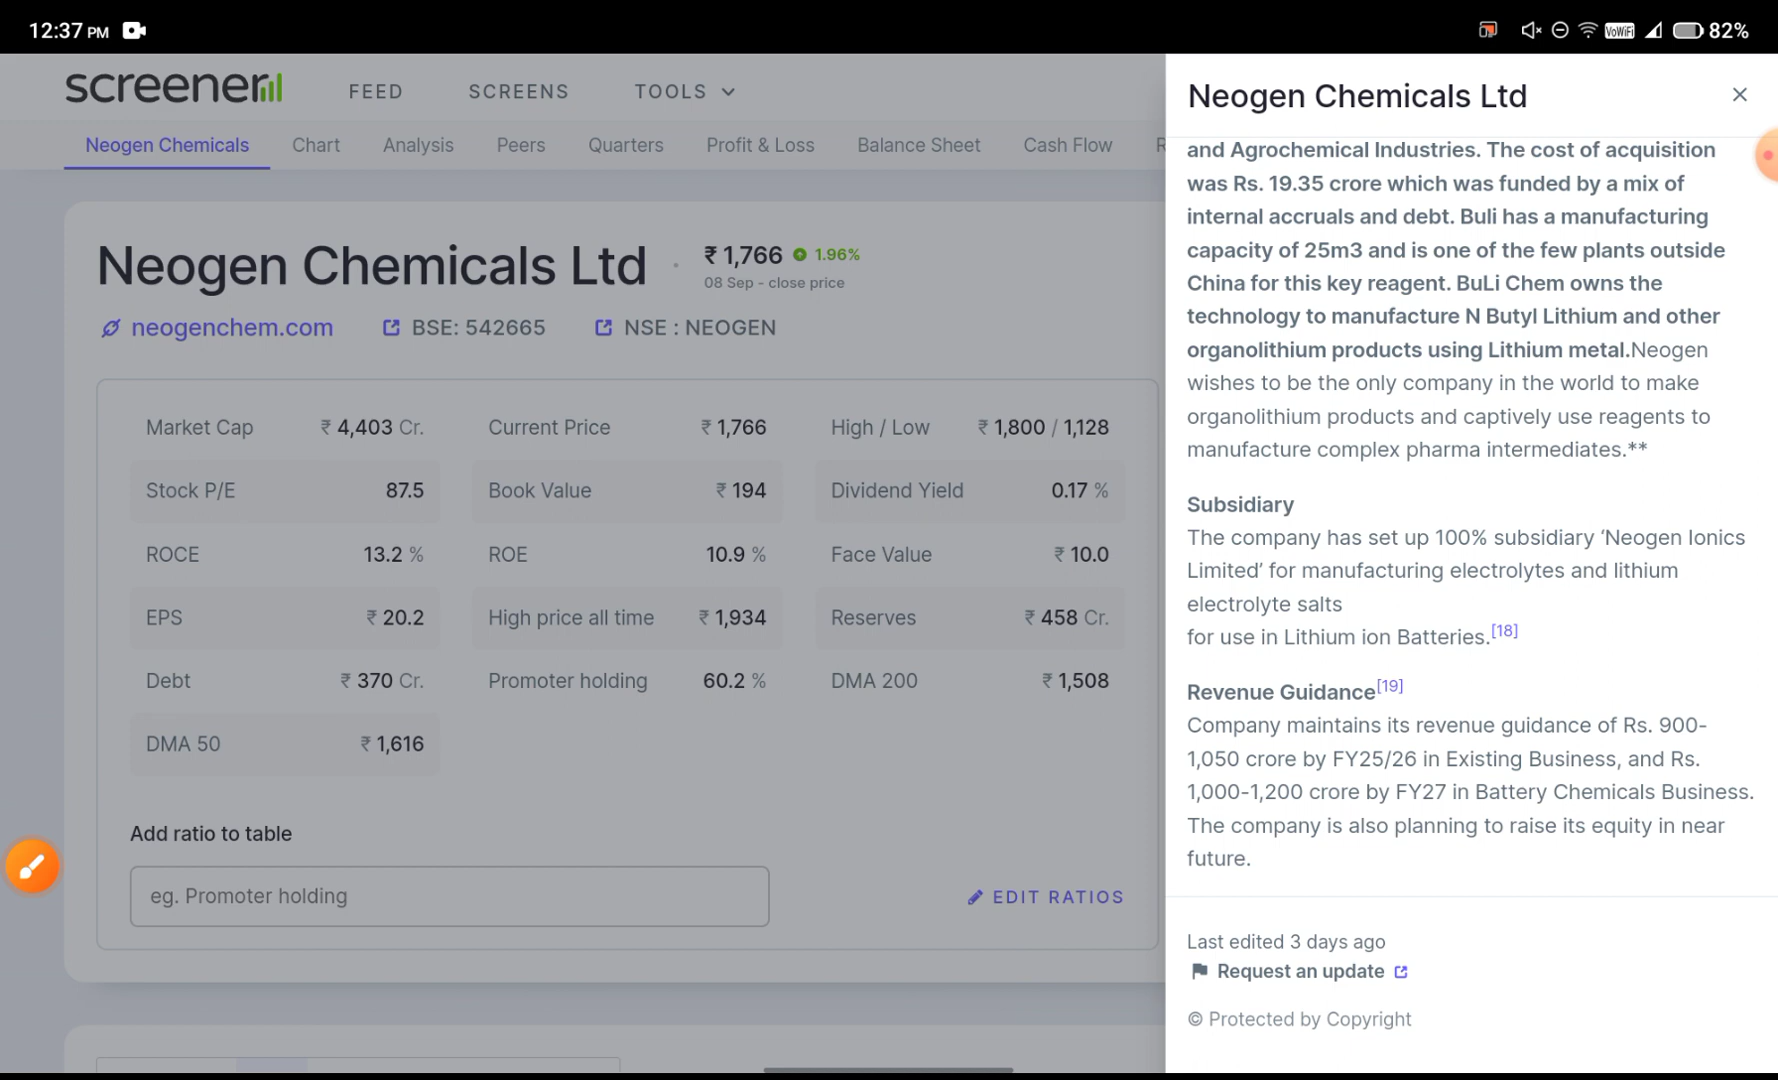 12:37 PM
VoWiFi 82%
screener
FEED SCREENS TOOLS
Neogen Chemicals Chart Analysis Peers Quarters Profit & Loss Balance Sheet Cash Flow R
Neogen Chemicals Ltd
₹ 1,766 1.96%
08 Sep - close price
neogenchem.com BSE: 542665 NSE : NEOGEN
Market Cap ₹ 4,403 Cr. Current Price ₹ 1,766 High / Low ₹ 1,800 / 1,128
Stock P/E 87.5 Book Value ₹ 194 Dividend Yield 0.17 %
ROCE 13.2 % ROE 10.9 % Face Value ₹ 10.0
EPS ₹ 20.2 High price all time ₹ 1,934 Reserves ₹ 458 Cr.
Debt ₹ 370 Cr. Promoter holding 60.2 % DMA 200 ₹ 1,508
DMA 50 ₹ 1,616
Add ratio to table
eg. Promoter holding
EDIT RATIOS
Neogen Chemicals Ltd
and Agrochemical Industries. The cost of acquisition
was Rs. 19.35 crore which was funded by a mix of
internal accruals and debt. Buli has a manufacturing
capacity of 25m3 and is one of the few plants outside
China for this key reagent. BuLi Chem owns the
technology to manufacture N Butyl Lithium and other
organolithium products using Lithium metal.Neogen
wishes to be the only company in the world to make
organolithium products and captively use reagents to
manufacture complex pharma intermediates.**
Subsidiary
The company has set up 100% subsidiary ‘Neogen Ionics
Limited’ for manufacturing electrolytes and lithium
electrolyte salts
for use in Lithium ion Batteries.[18]
Revenue Guidance[19]
Company maintains its revenue guidance of Rs. 900-
1,050 crore by FY25/26 in Existing Business, and Rs.
1,000-1,200 crore by FY27 in Battery Chemicals Business.
The company is also planning to raise its equity in near
future.
Last edited 3 days ago
Request an update
© Protected by Copyright